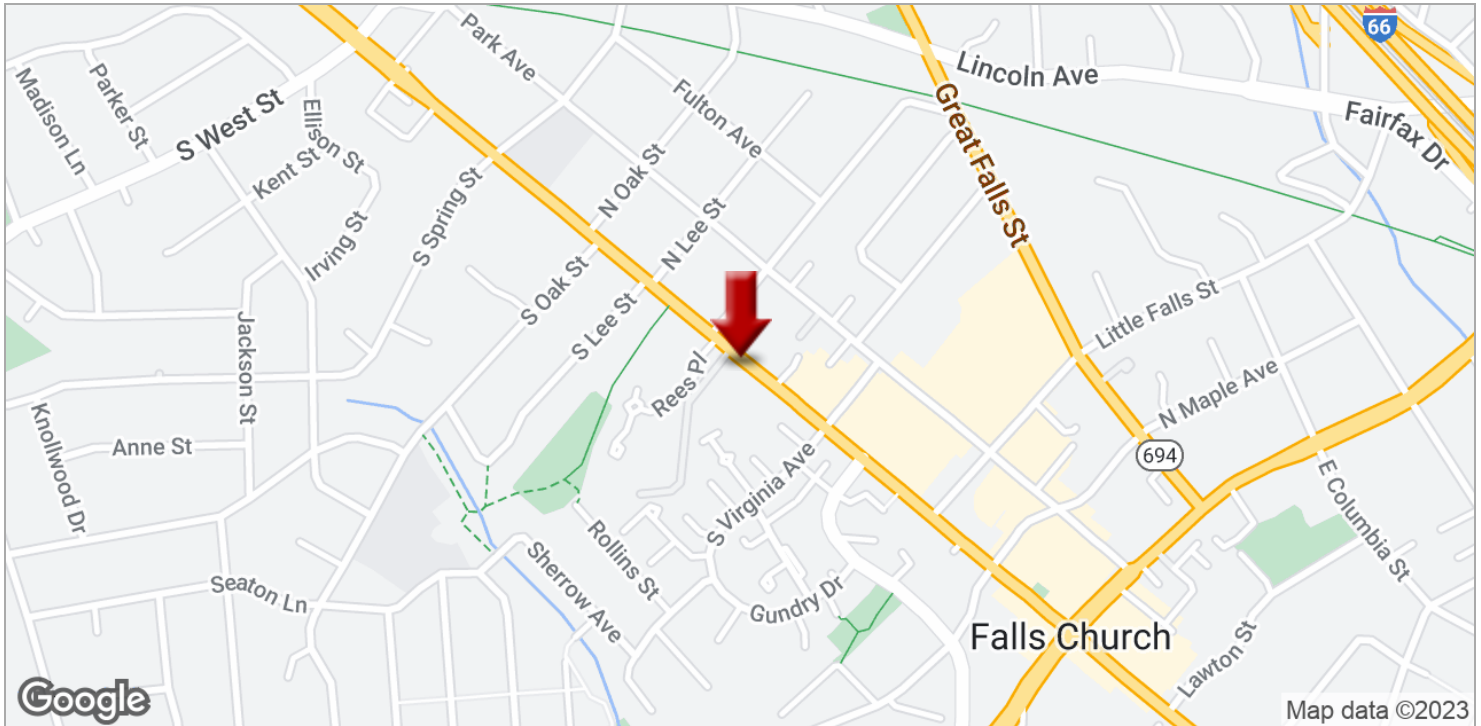 66
Park Ave
Lincoln Ave
Madison Ln
Parker St
S West St
Fulton Ave
Great Falls St
Fairfax Dr
Ellison St
Kent St
N Oak St
S Spring St
N Lee St
Irving St
S Oak St
Little Falls St
S Lee St
Jackson St
Rees Pl
N Maple Ave
Knollwood Dr
Anne St
694
S Virginia Ave
E Columbia St
Rollins St
Sherrow Ave
Seaton Ln
Gundry Dr
Falls Church
Lawton St
Google
Map data ©2023